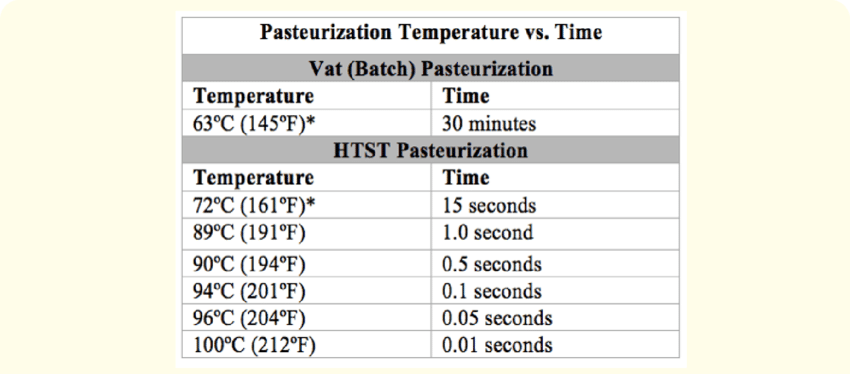 Pasteurization Temperature vs. Time
Vat (Batch) Pasteurization
Temperature Time
63ºC (145ºF)* 30 minutes
HTST Pasteurization
Temperature Time
72ºC (161ºF)* 15 seconds
89ºC (191ºF) 1.0 second
90ºC (194ºF) 0.5 seconds
94ºC (201ºF) 0.1 seconds
96ºC (204ºF) 0.05 seconds
100ºC (212ºF) 0.01 seconds